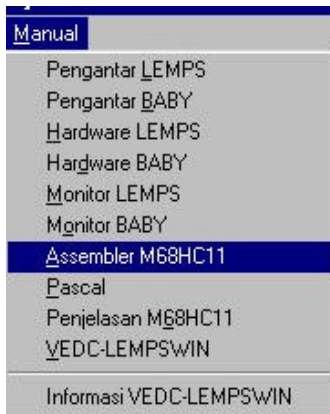 Manual
Pengantar LEMPS
Pengantar BABY
Hardware LEMPS
Hardware BABY
Monitor LEMPS
Monitor BABY
Assembler M68HC11
Pascal
Penjelasan M68HC11
VEDC-LEMPSWIN
Informasi VEDC-LEMPSWIN